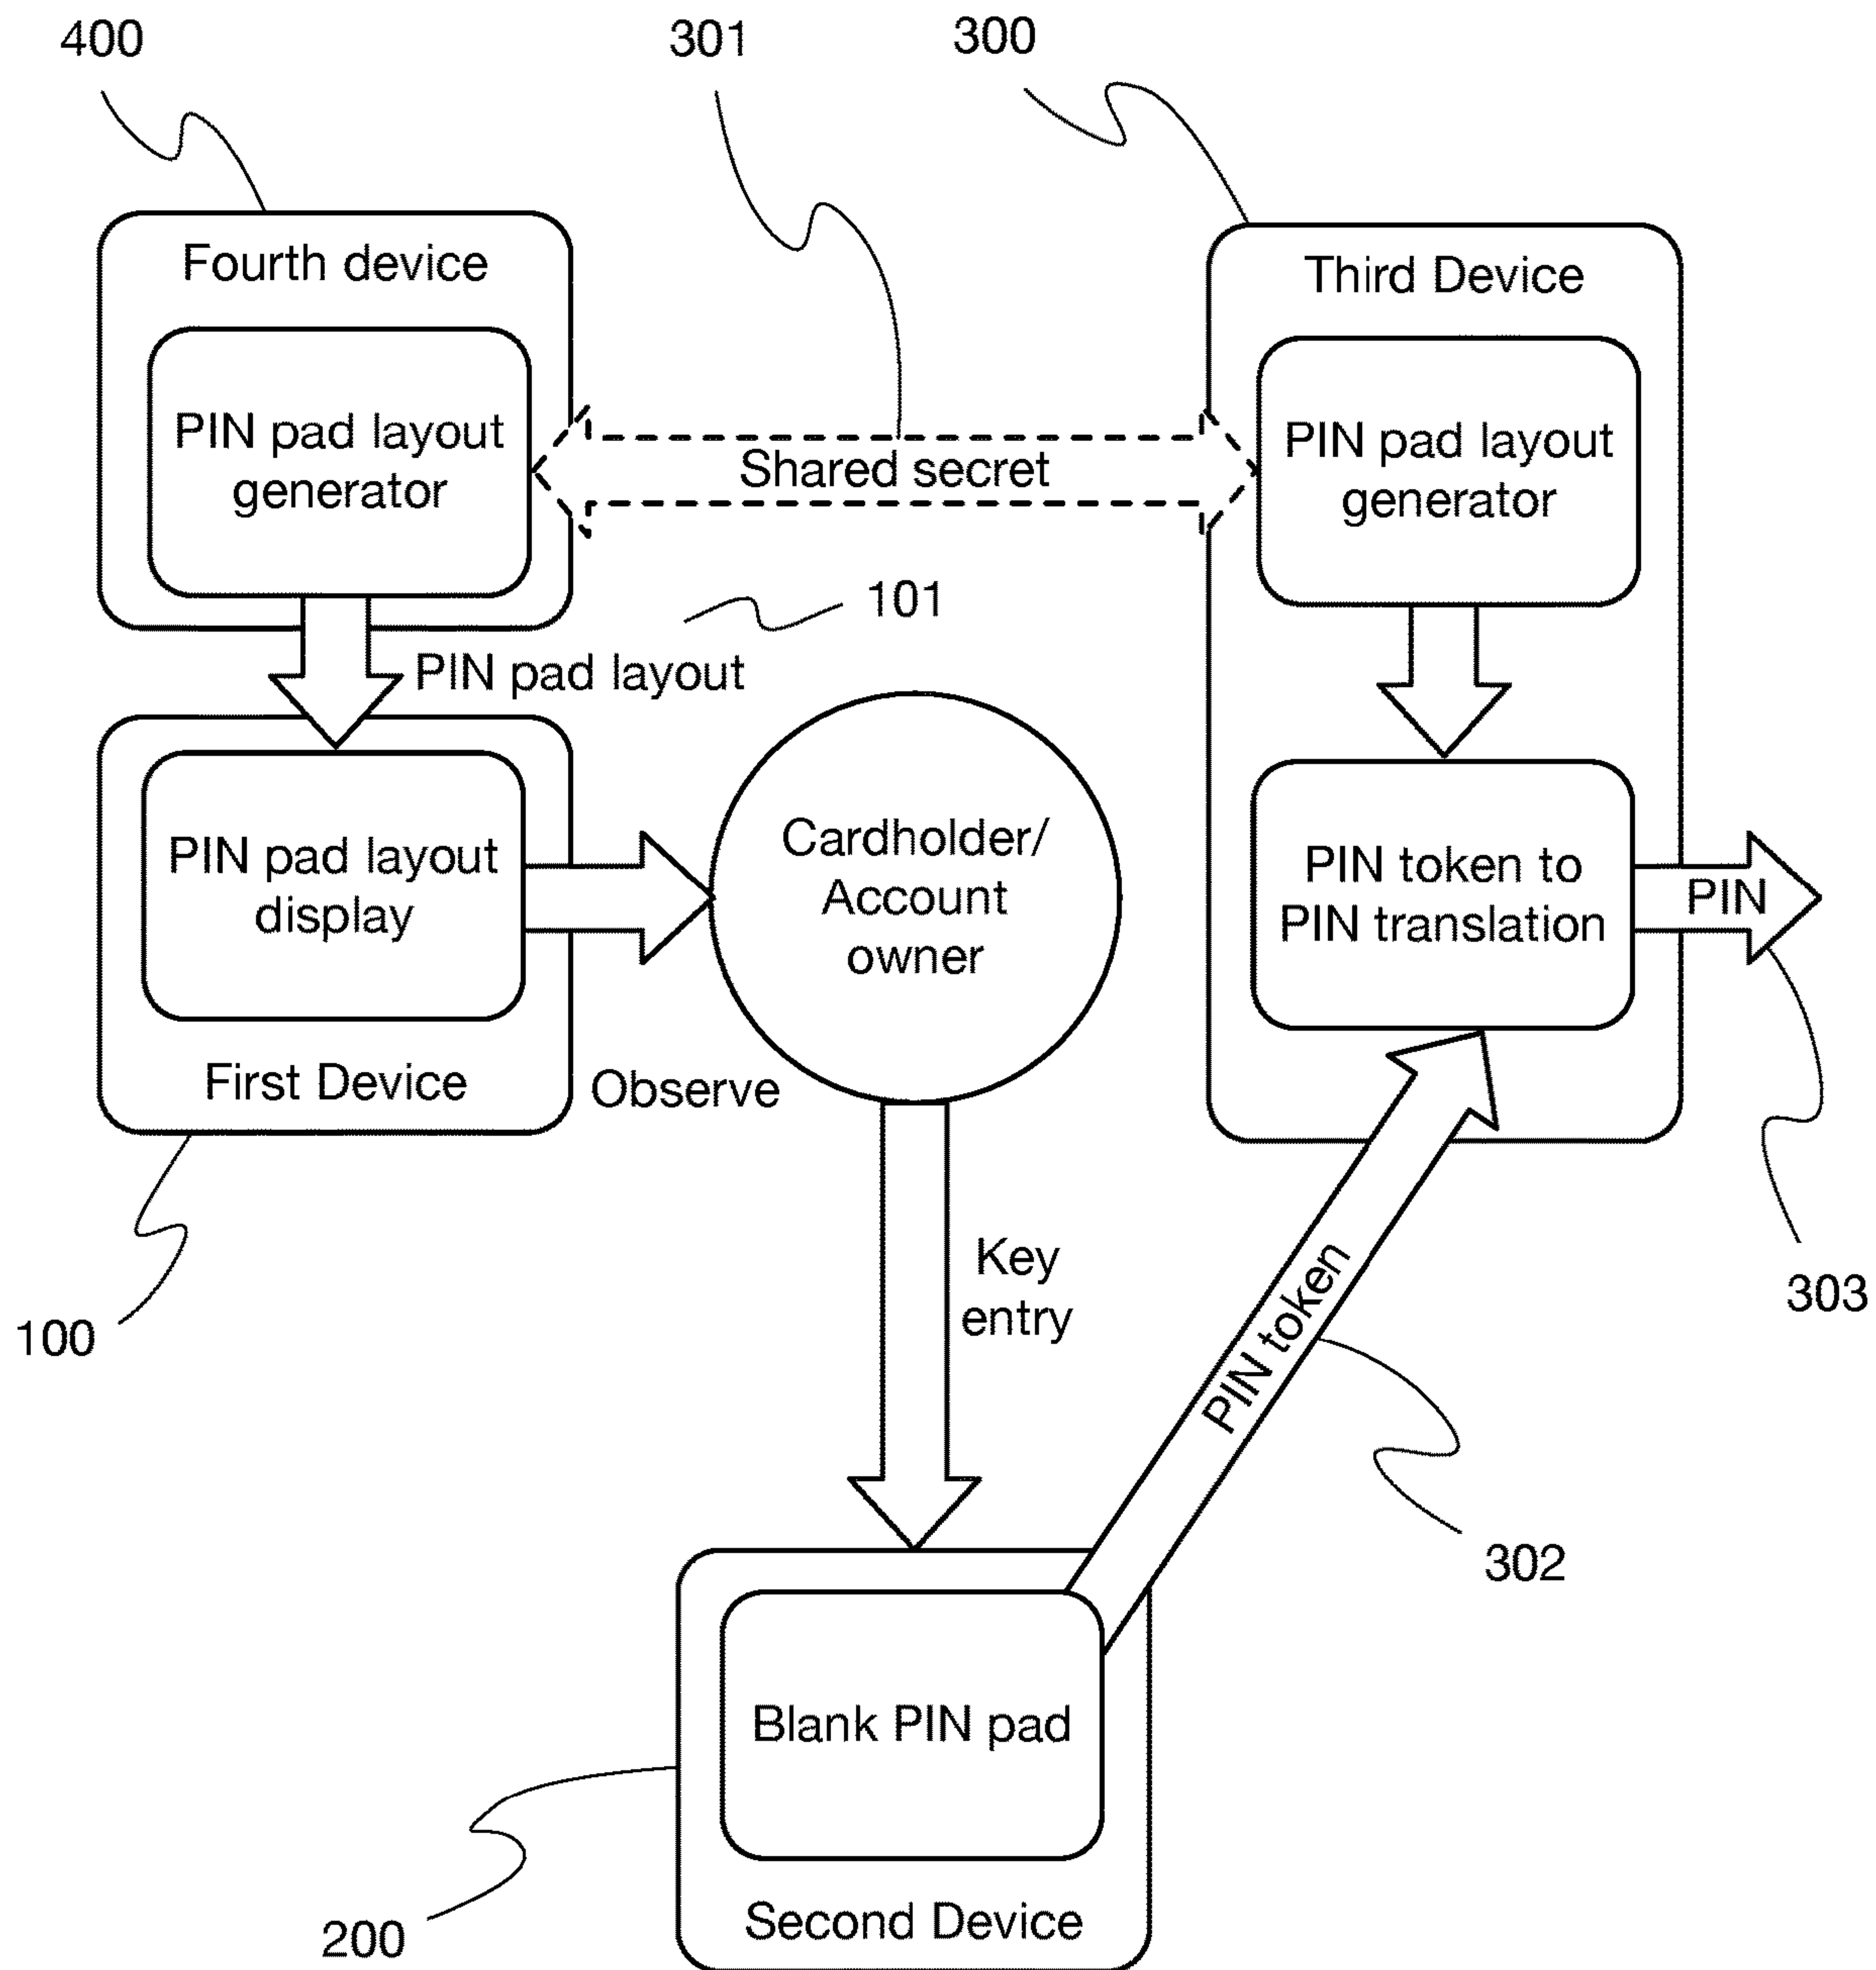 400
301
300
Fourth device
Third Device
PIN pad layout
generator
Shared secret
PIN pad layout
generator
101
PIN pad layout
PIN pad layout
display
Cardholder/
Account
owner
PIN token to
PIN translation
PIN
First Device
Observe
Key
entry
303
100
PIN token
302
Blank PIN pad
Second Device
200